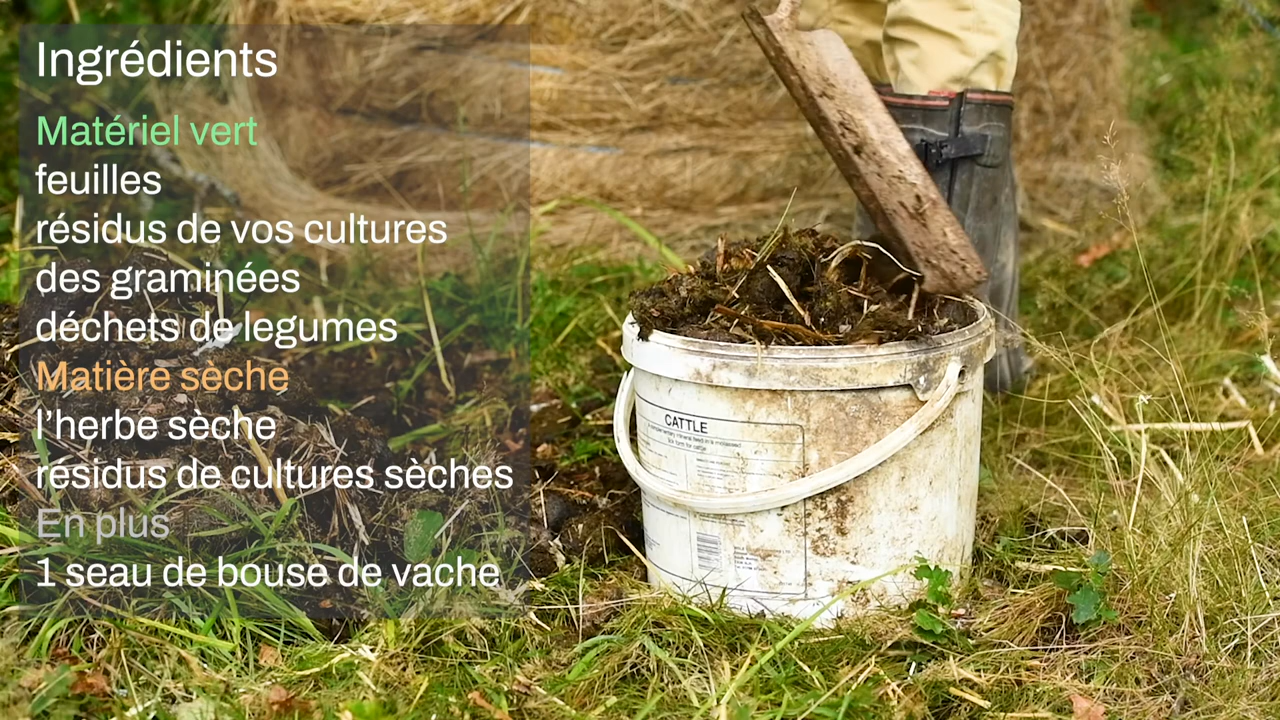 Ingrédients
Matériel vert
feuilles
résidus de vos cultures
des graminées
déchets de legumes
Matière sèche
l’herbe sèche
résidus de cultures sèches
En plus
1 seau de bouse de vache
CATTLE